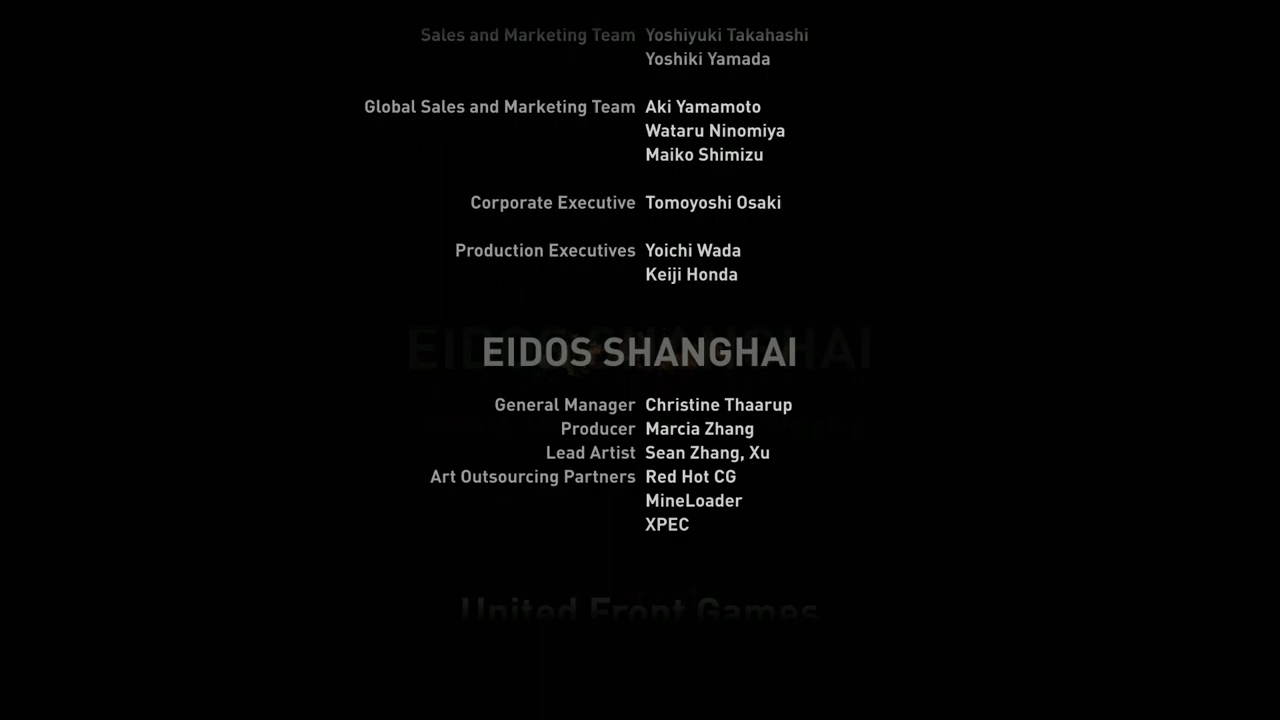 Sales and Marketing Team Yoshiyuki Takahashi
Yoshiki Yamada
Global Sales and Marketing Team Aki Yamamoto
Wataru Ninomiya
Maiko Shimizu
Corporate Executive Tomoyoshi Osaki
Production Executives Yoichi Wada
Keiji Honda
EIDOS SHANGHAI
General Manager Christine Thaarup
Producer Marcia Zhang
Lead Artist Sean Zhang, Xu
Art Outsourcing Partners Red Hot CG
MineLoader
XPEC
United Front Games